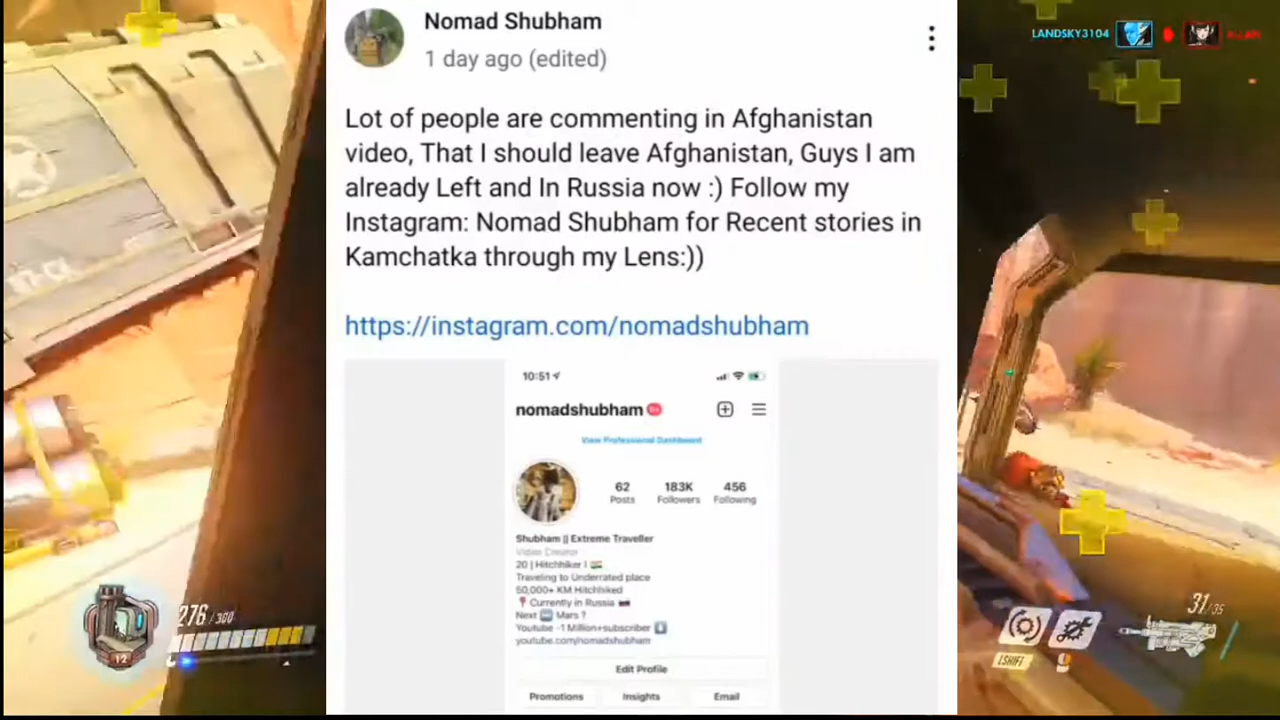 Nomad Shubham
1 day ago (edited)
Lot of people are commenting in Afghanistan
video, That I should leave Afghanistan, Guys I am
already Left and In Russia now :) Follow my
Instagram: Nomad Shubham for Recent stories in
Kamchatka through my Lens:))
https://instagram.com/nomadshubham
10:51
nomadshubham
View Professional Dashboard
62 183K 456
Posts Followers Following
Shubham || Extreme Traveller
Video Creator
20 | Hitchhiker |
Traveling to Underrated place
50,000+ KM Hitchhiked
Currently in Russia
Next Mars ?
Youtube -1 Million+subscriber
youtube.com/nomadshubham
Edit Profile
Promotions Insights Email
LANDSKY3104
276/300
12
31/35
LSHIFT